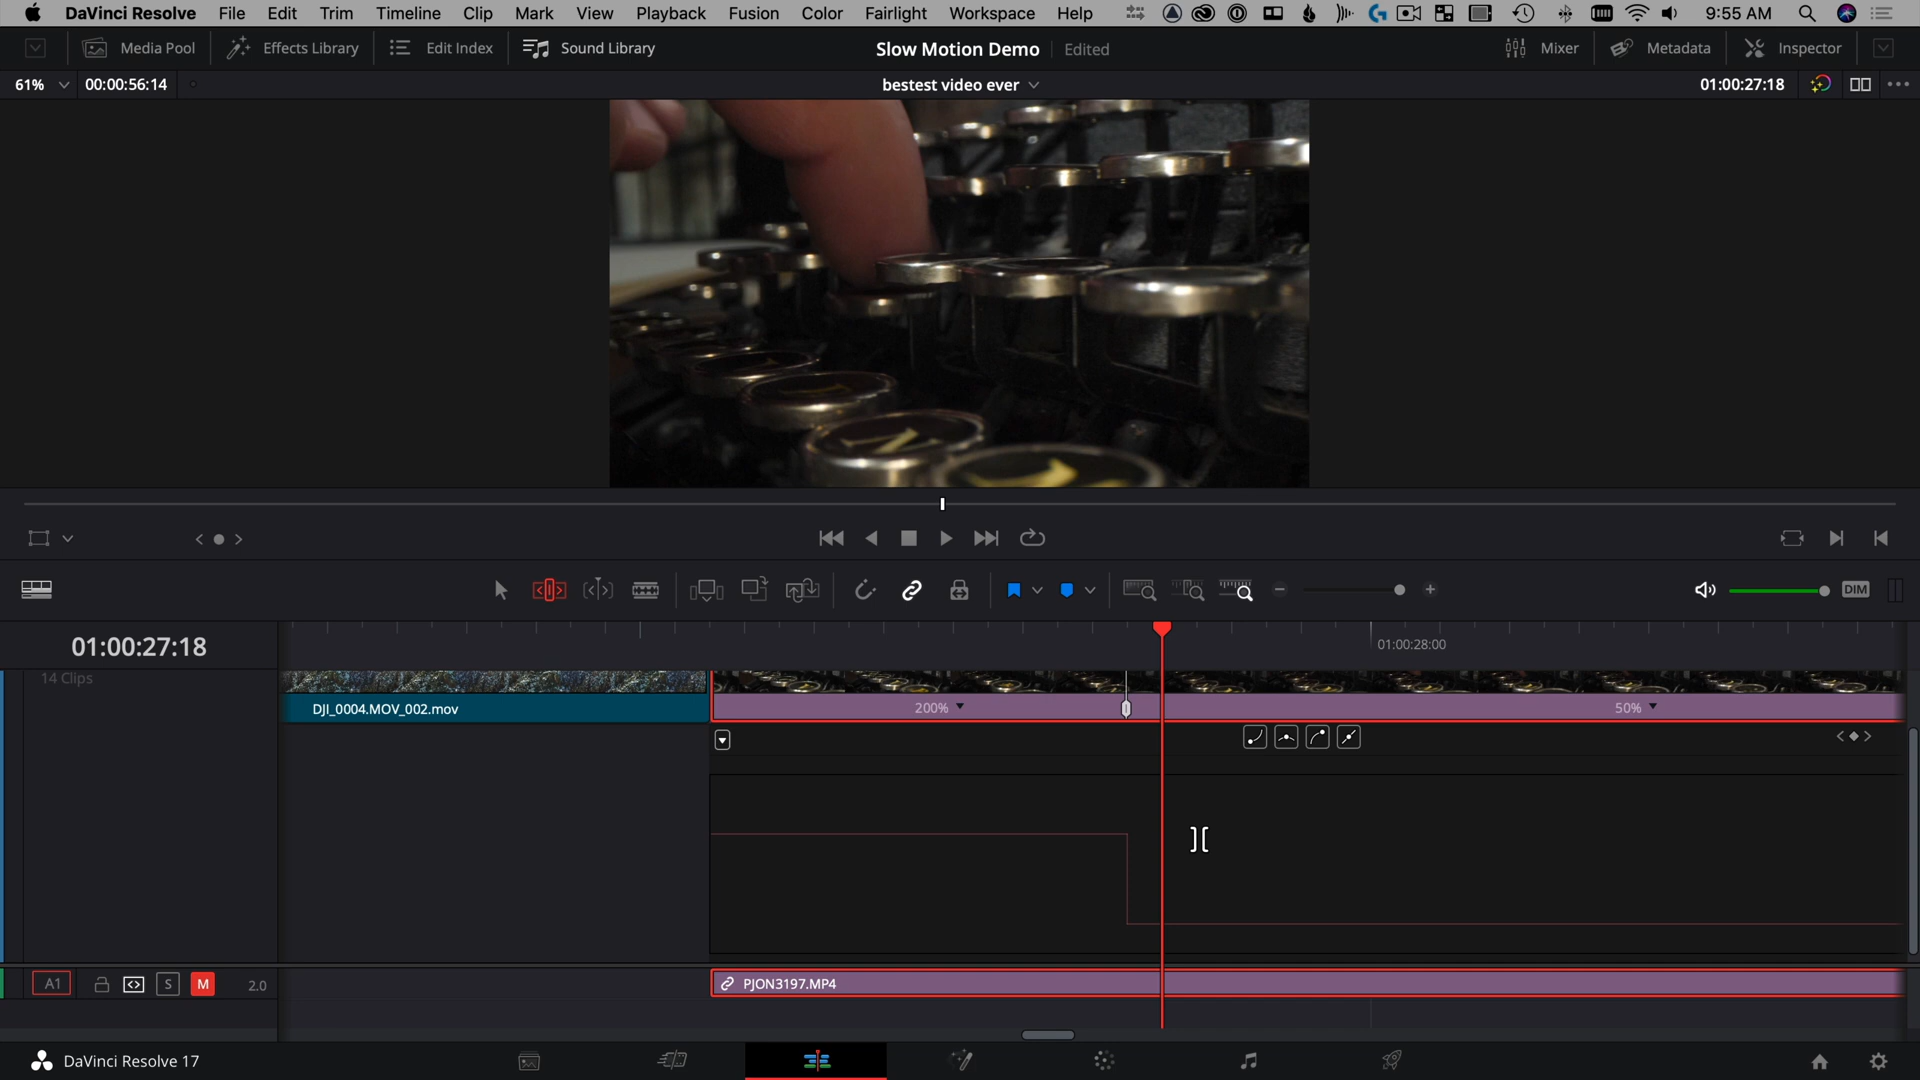 DaVinci Resolve File Edit Trim Timeline Clip Mark View Playback Fusion Color Fairlight Workspace Help 9:55 AM
Media Pool Effects Library Edit Index Sound Library Slow Motion Demo Edited Mixer Metadata Inspector
61% 00:00:56:14 bestest video ever 01:00:27:18
DIM
01:00:27:18 01:00:28:00
14 Clips
DJI_0004.MOV_002.mov 200% 50%
A1 S M 2.0 PJON3197.MP4
DaVinci Resolve 17